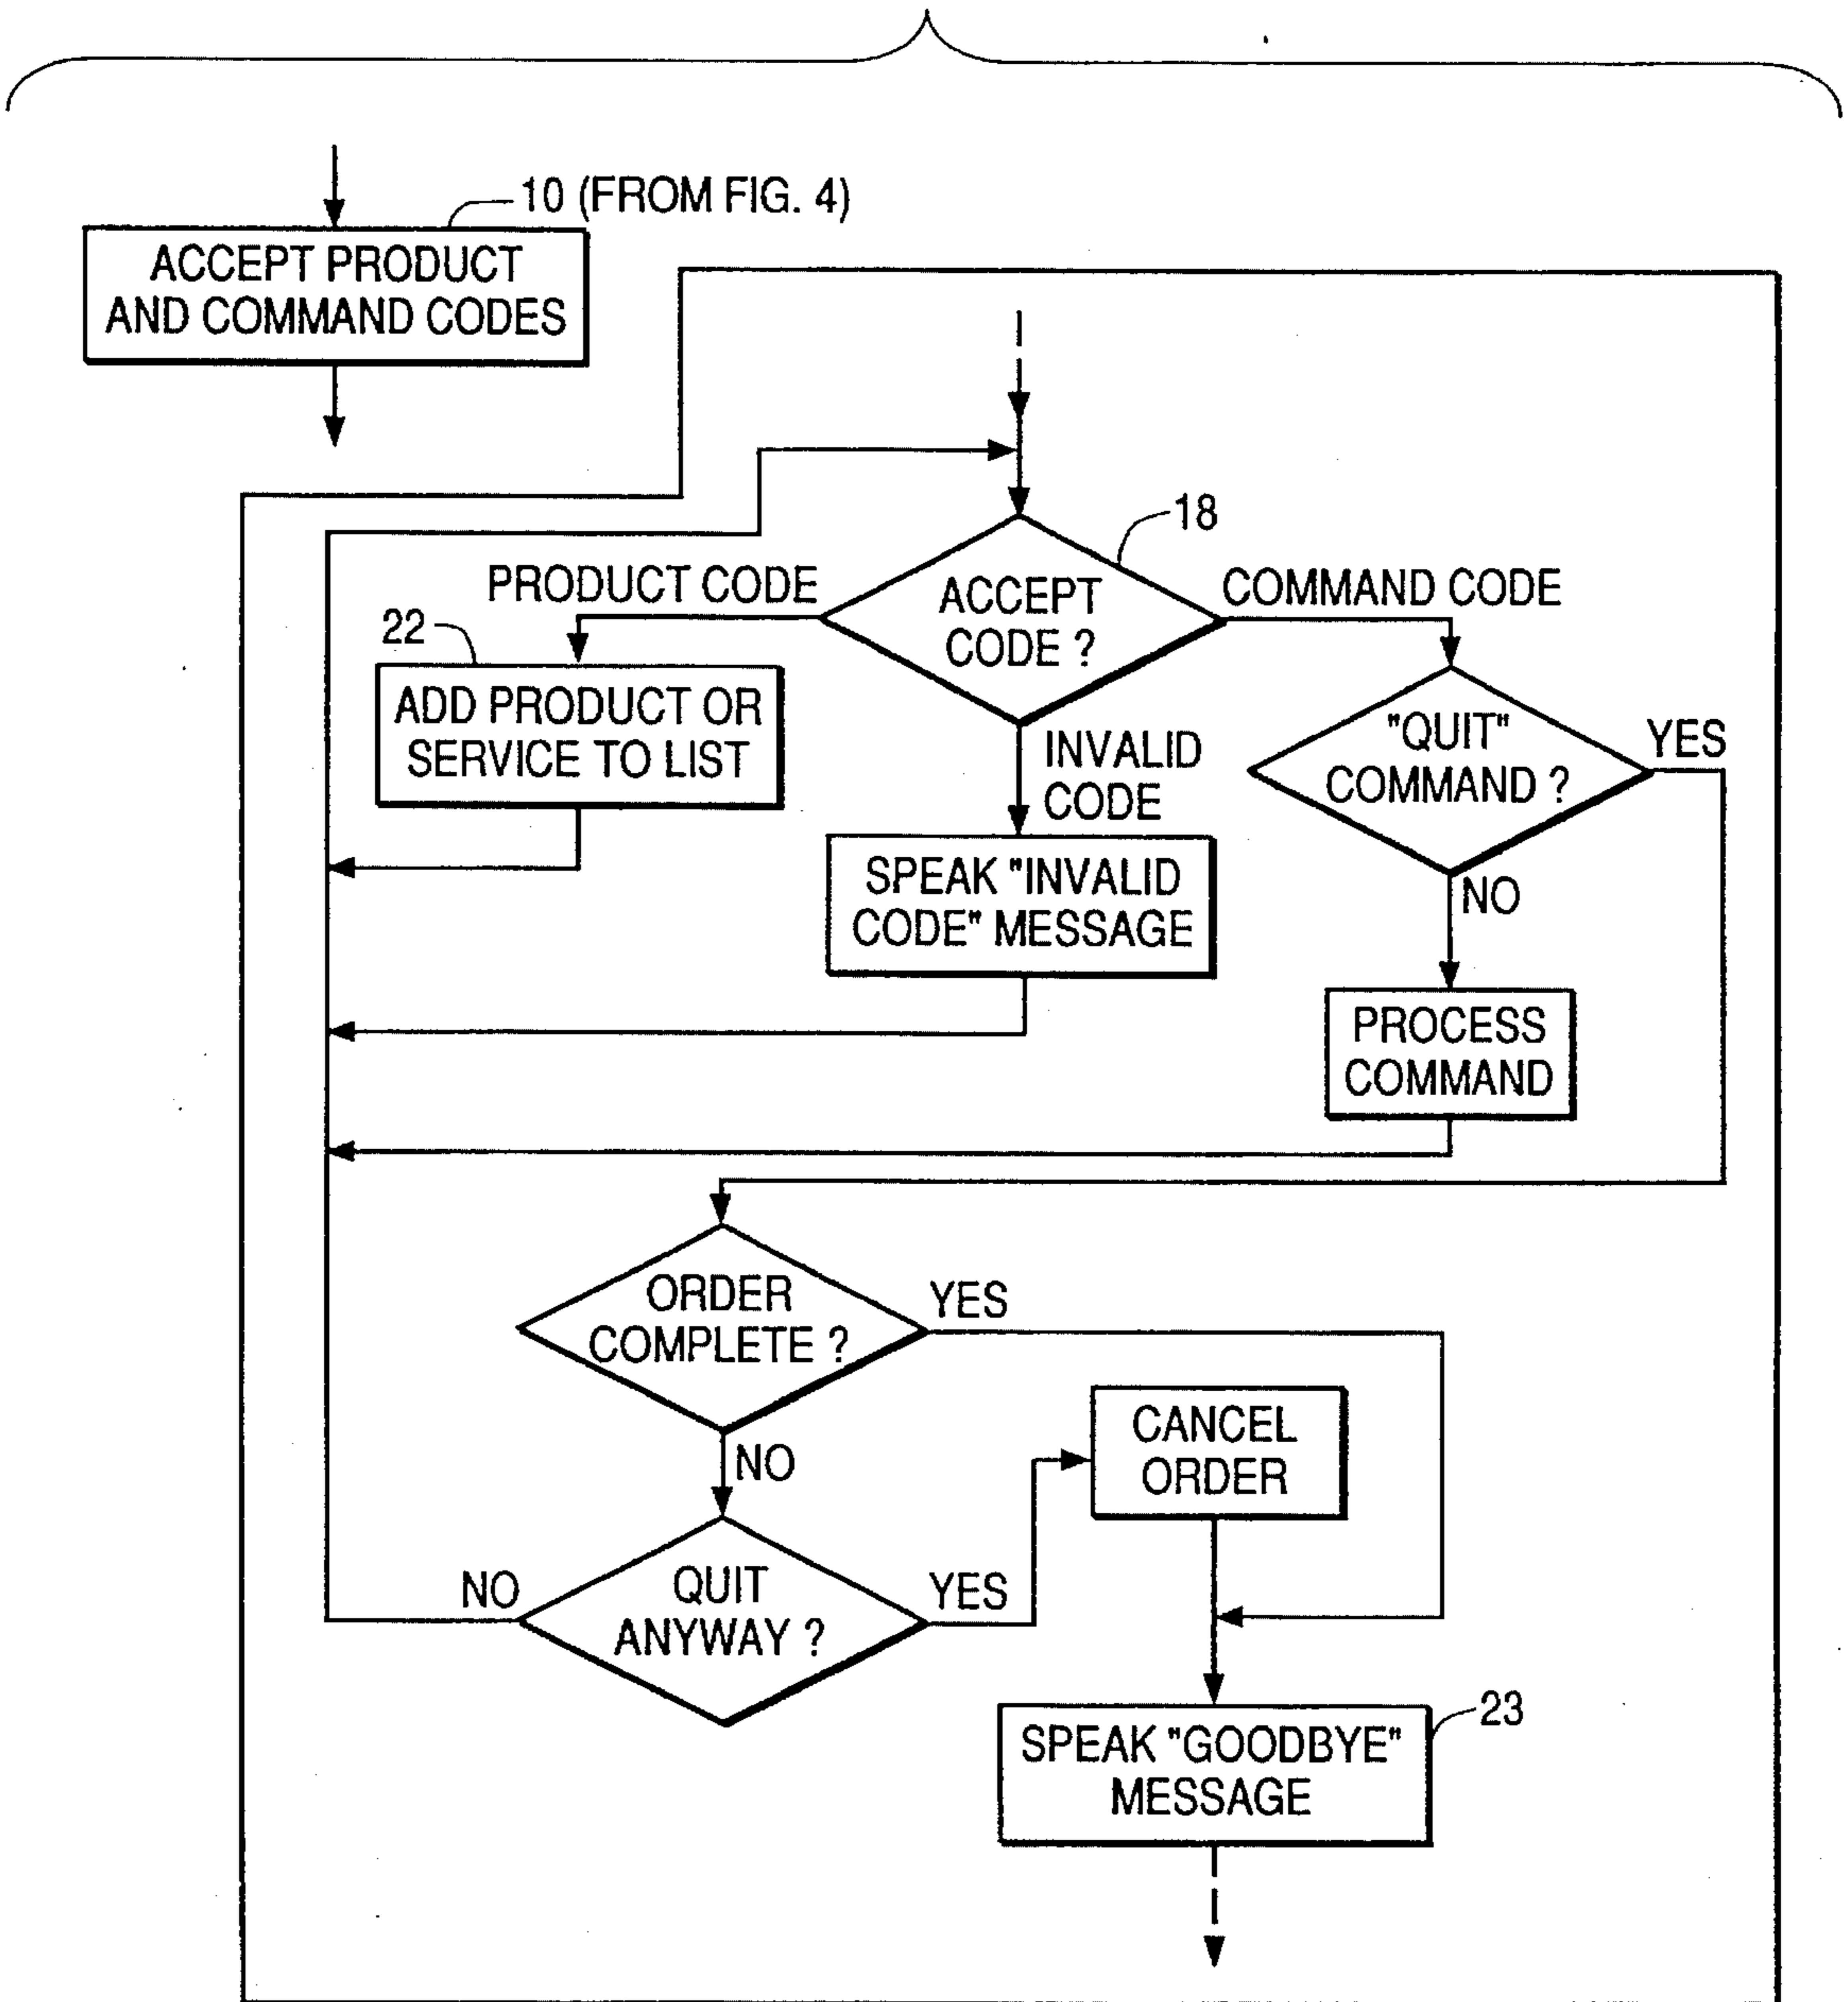 10 (FROM FIG. 4)
ACCEPT PRODUCT
AND COMMAND CODES
18
PRODUCT CODE
ACCEPT
CODE ?
COMMAND CODE
22
ADD PRODUCT OR
SERVICE TO LIST
INVALID
CODE
"QUIT"
COMMAND ?
YES
SPEAK "INVALID
CODE" MESSAGE
NO
PROCESS
COMMAND
ORDER
COMPLETE ?
YES
CANCEL
ORDER
NO
NO
QUIT
ANYWAY ?
YES
23
SPEAK "GOODBYE"
MESSAGE